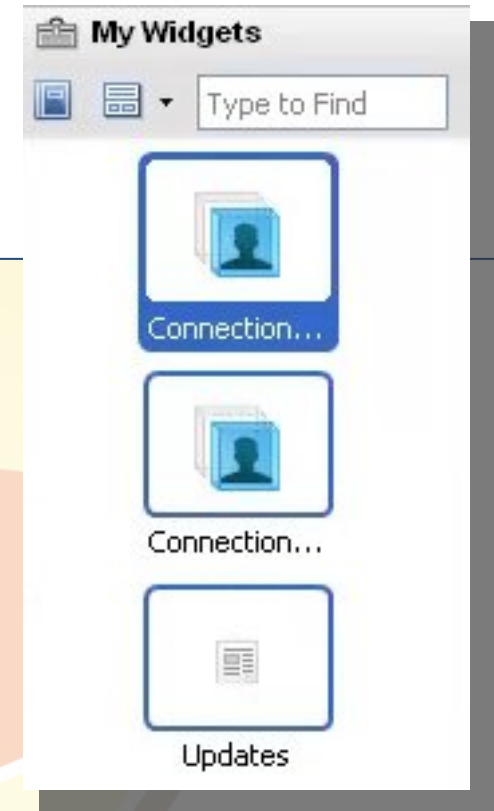 My Widgets
Type to Find
Connection...
Connection...
Updates